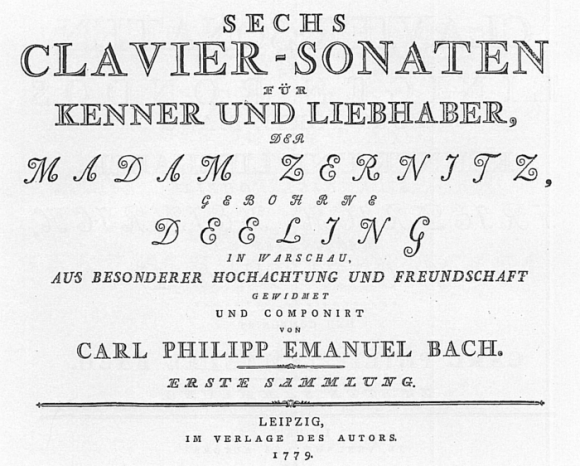 SECHS
CLAVIER-SONATEN
FÜR
KENNER UND LIEBHABER,
DER
MADAM ZERNITZ,
GEBOHRNE
DEELING
IN WARSCHAU,
AUS BESONDERER HOCHACHTUNG UND FREUNDSCHAFT
GEWIDMET
UND COMPONIRT
VON
CARL PHILIPP EMANUEL BACH.
ERSTE SAMMLUNG.
LEIPZIG,
IM VERLAGE DES AUTORS.
1779.